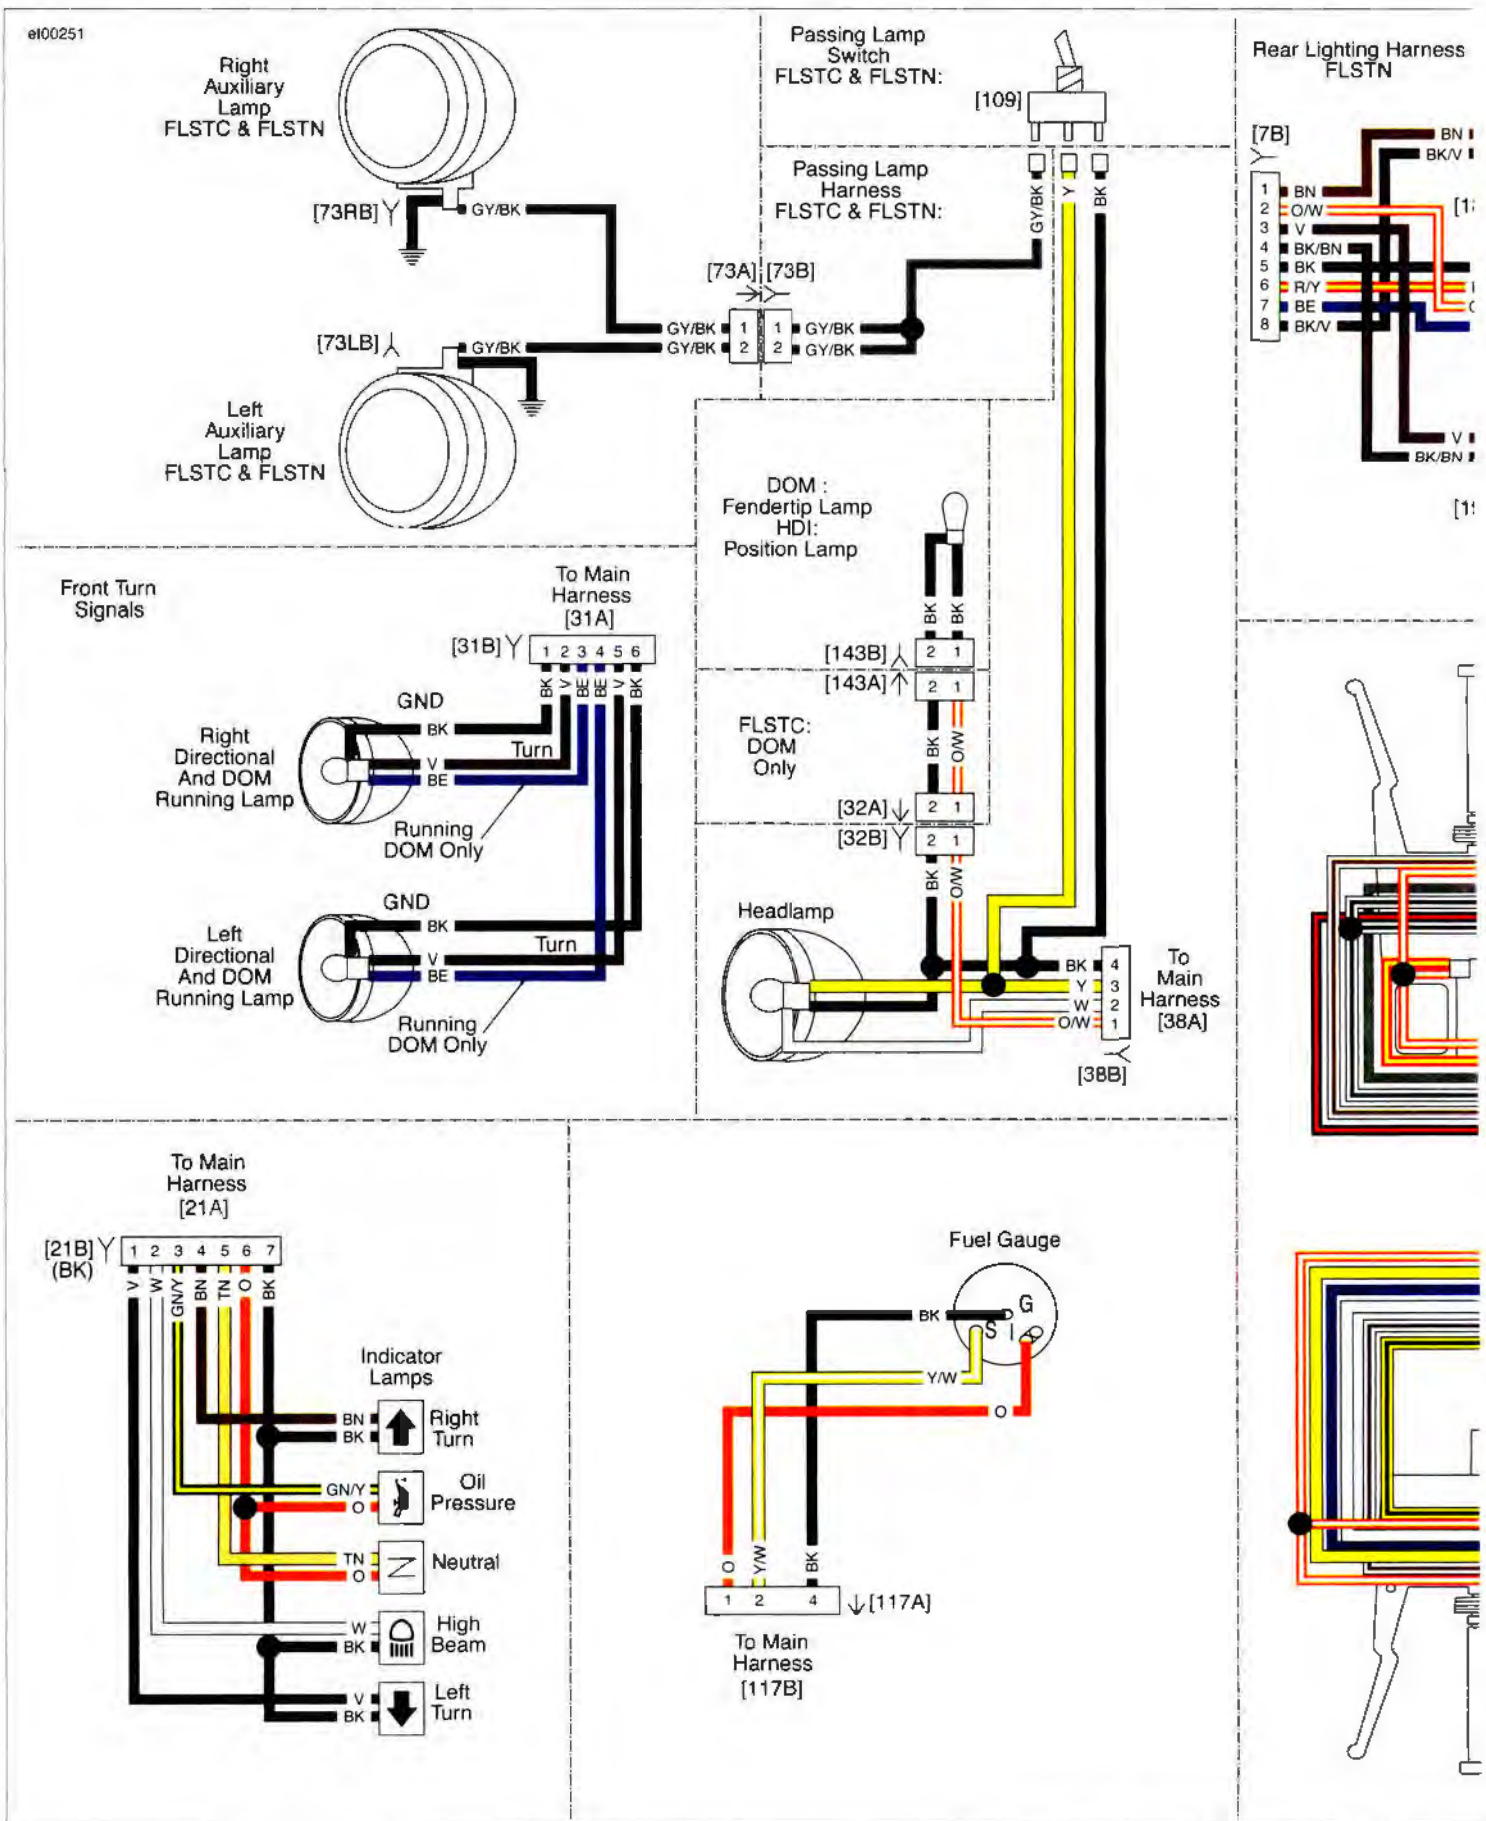 el00251
Right
Auxiliary
Lamp
FLSTC & FLSTN
[73RB]
GY/BK
[73LB]
GY/BK
Left
Auxiliary
Lamp
FLSTC & FLSTN
[73A] [73B]
GY/BK 1 1 GY/BK
GY/BK 2 2 GY/BK
Passing Lamp
Switch
FLSTC & FLSTN:
[109]
Passing Lamp
Harness
FLSTC & FLSTN:
GY/BK Y BK
Rear Lighting Harness
FLSTN
[7B]
BN
BK/V
1 BN
2 O/W
3 V
4 BK/BN
5 BK
6 R/Y
7 BE
8 BK/V
V
BK/BN
DOM :
Fendertip Lamp
HDI:
Position Lamp
BK BK
[143B] 2 1
[143A] 2 1
FLSTC:
DOM
Only
BK O/W
[32A] 2 1
[32B] 2 1
BK O/W
Headlamp
BK 4
Y 3
W 2
O/W 1
To
Main
Harness
[38A]
[38B]
Front Turn
Signals
To Main
Harness
[31A]
[31B] 1 2 3 4 5 6
BK V BE BE V BK
GND
BK
Turn
V
BE
Right
Directional
And DOM
Running Lamp
Running
DOM Only
GND
BK
Turn
V
BE
Left
Directional
And DOM
Running Lamp
Running
DOM Only
To Main
Harness
[21A]
[21B]
(BK)
1 2 3 4 5 6 7
V W GN/Y BN TN O BK
Indicator
Lamps
BN
BK
Right
Turn
GN/Y
O
Oil
Pressure
TN
O
Neutral
W
BK
High
Beam
V
BK
Left
Turn
Fuel Gauge
G
S I
BK
Y/W
O
O Y/W BK
1 2 4 [117A]
To Main
Harness
[117B]